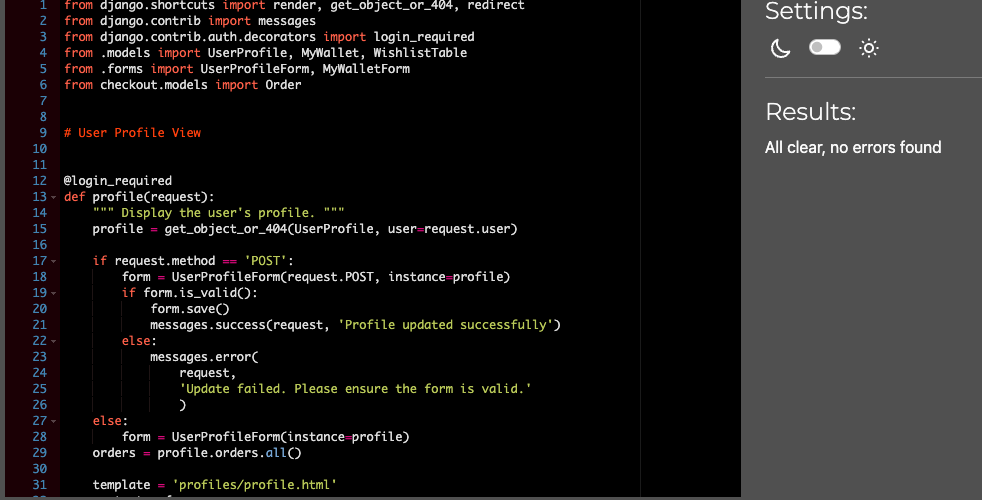 1 from django.shortcuts import render, get_object_or_404, redirect
2 from django.contrib import messages
3 from django.contrib.auth.decorators import login_required
4 from .models import UserProfile, MyWallet, WishlistTable
5 from .forms import UserProfileForm, MyWalletForm
6 from checkout.models import Order
7
8
9 # User Profile View
10
11
12 @login_required
13 def profile(request):
14     """ Display the user's profile. """
15     profile = get_object_or_404(UserProfile, user=request.user)
16
17     if request.method == 'POST':
18         form = UserProfileForm(request.POST, instance=profile)
19         if form.is_valid():
20             form.save()
21             messages.success(request, 'Profile updated successfully')
22         else:
23             messages.error(
24                 request,
25                 'Update failed. Please ensure the form is valid.'
26                 )
27     else:
28         form = UserProfileForm(instance=profile)
29     orders = profile.orders.all()
30
31     template = 'profiles/profile.html'
Settings:
Results:
All clear, no errors found